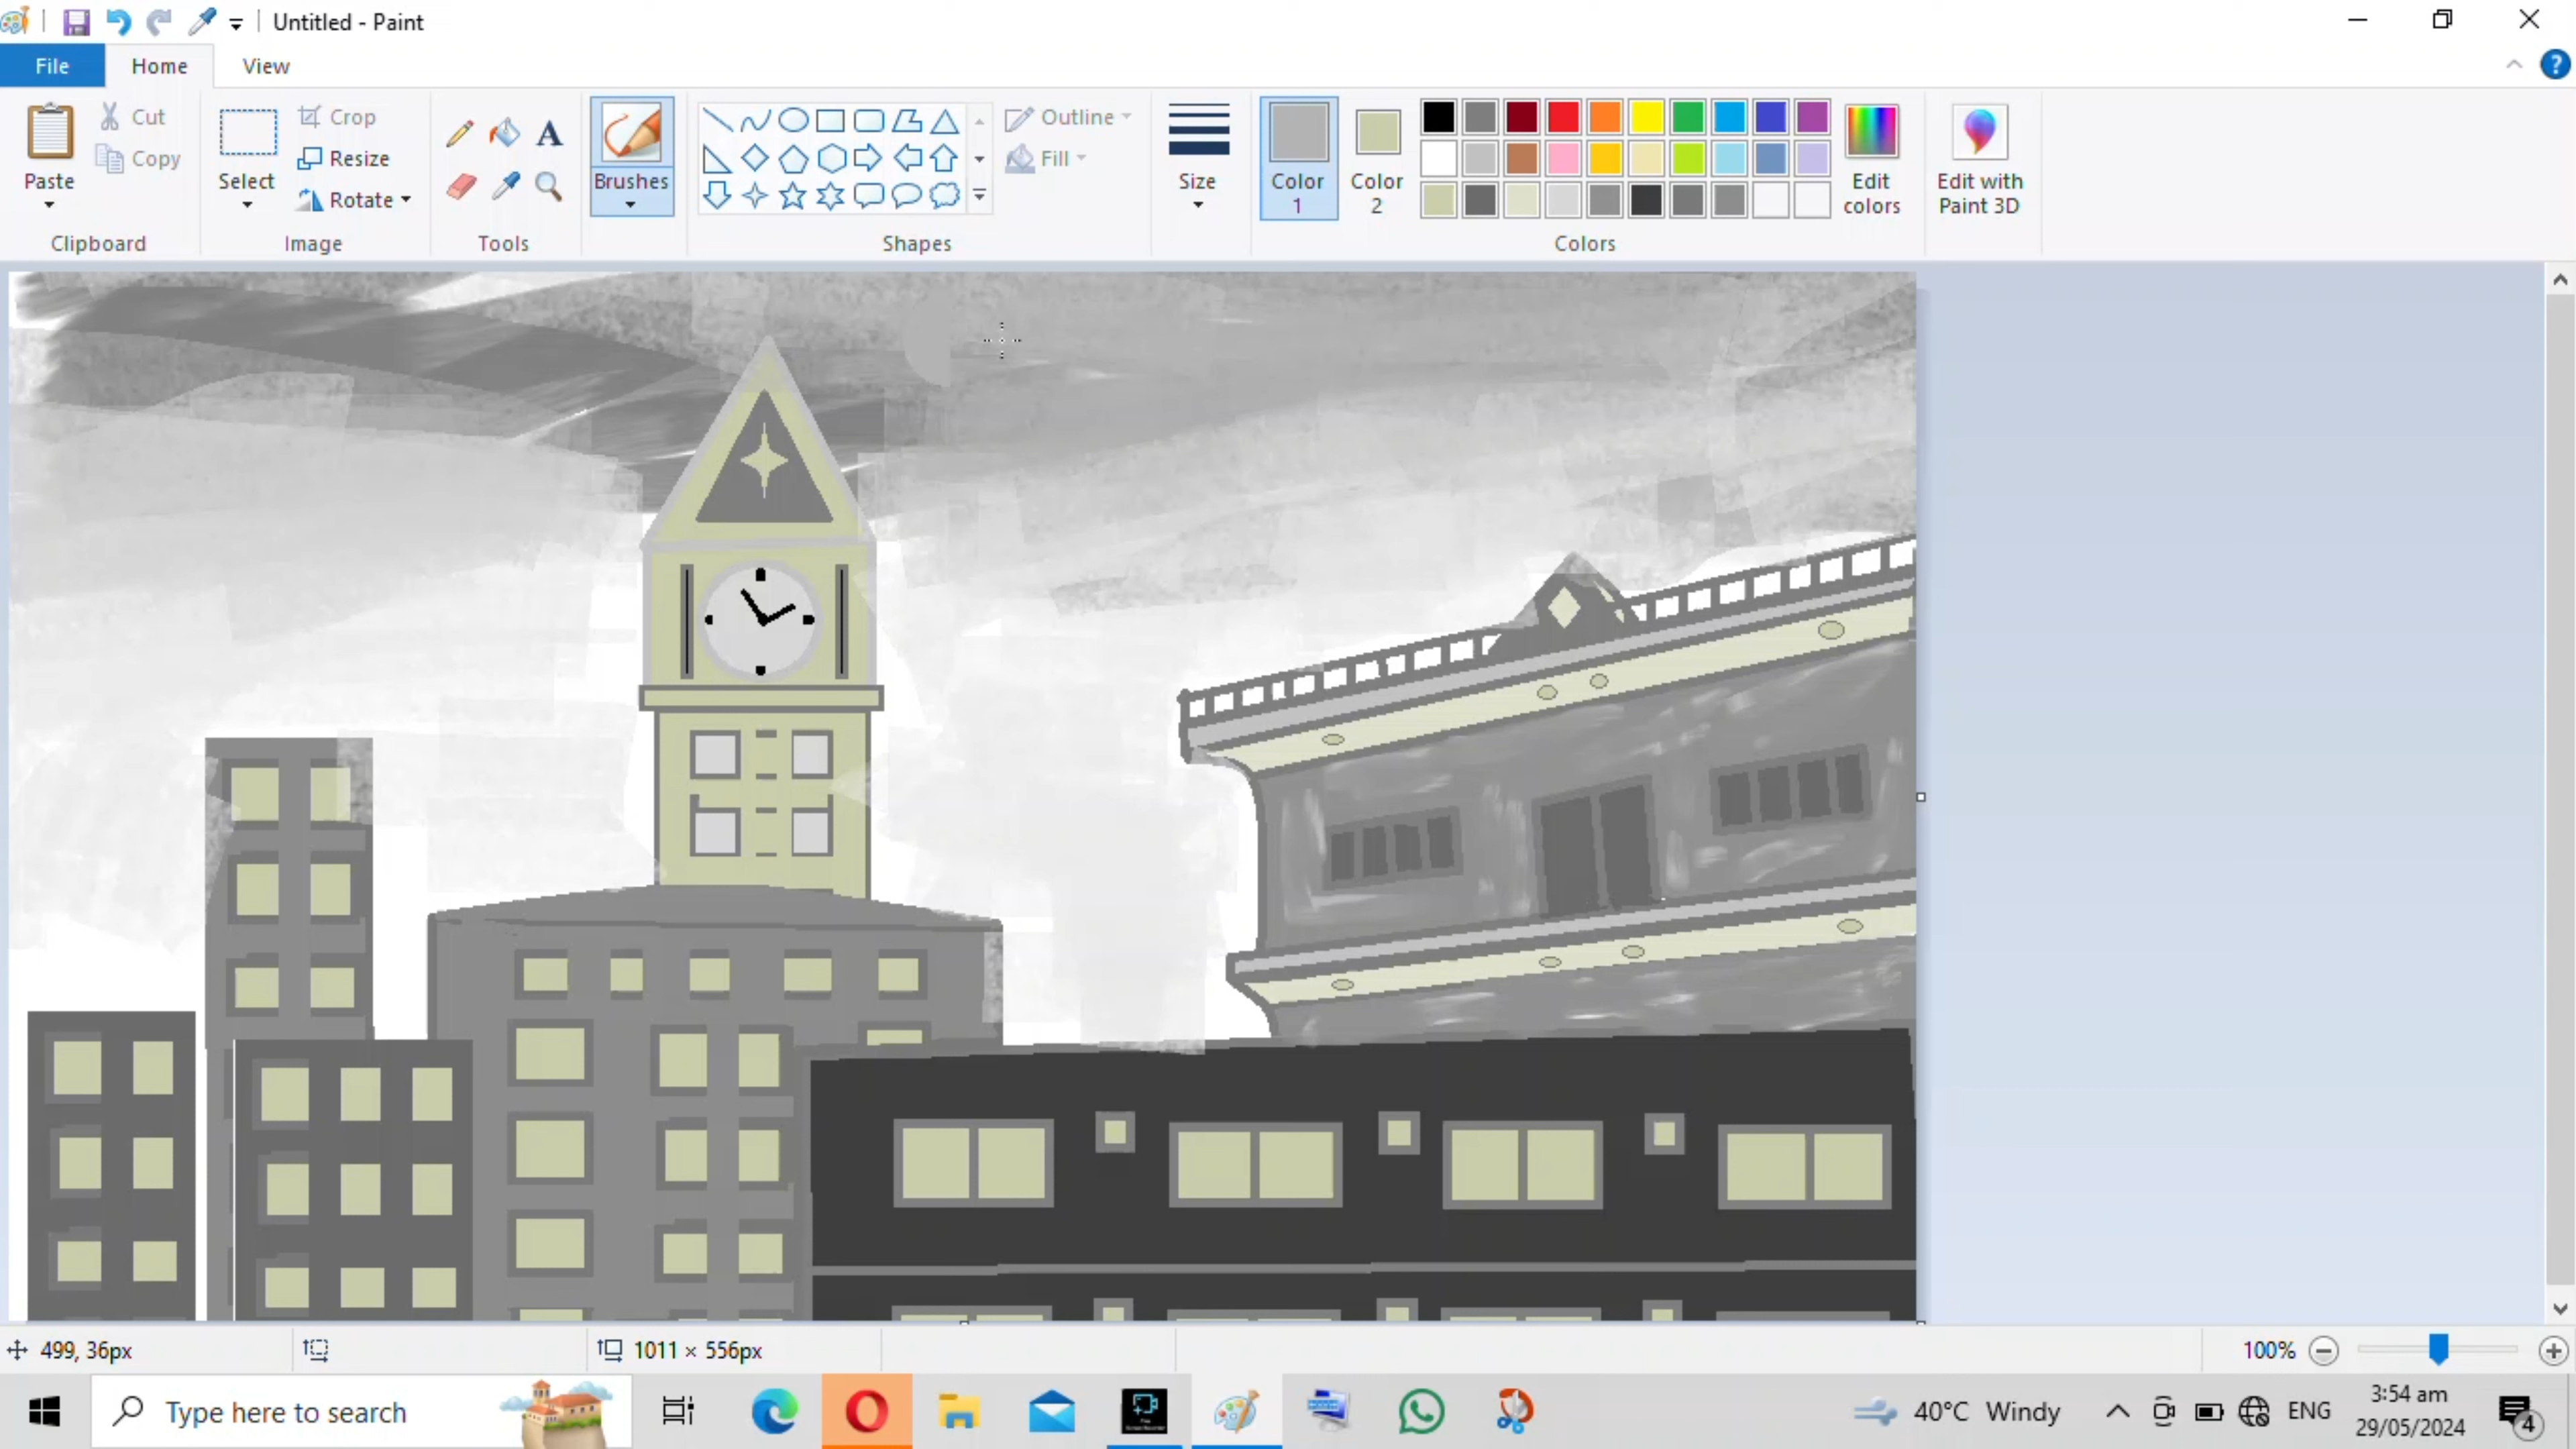 Untitled - Paint
File Home View
Paste
Cut
Copy
Clipboard
Select
Crop
Resize
Rotate
Image
A
Tools
Brushes
Outline
Fill
Shapes
Size
Color 1
Color 2
Edit colors
Colors
Edit with Paint 3D
?
499, 36px
1011 × 556px
100%
Type here to search
40°C Windy
ENG
3:54 am
29/05/2024
4